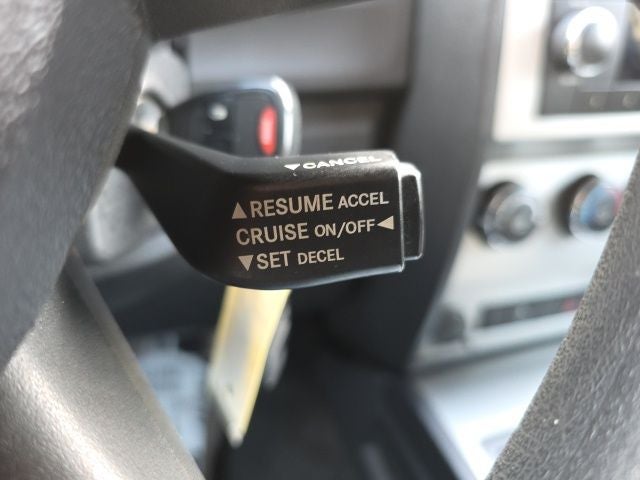 ▼CANCEL
▲RESUME ACCEL
CRUISE ON/OFF◄
▼SET DECEL